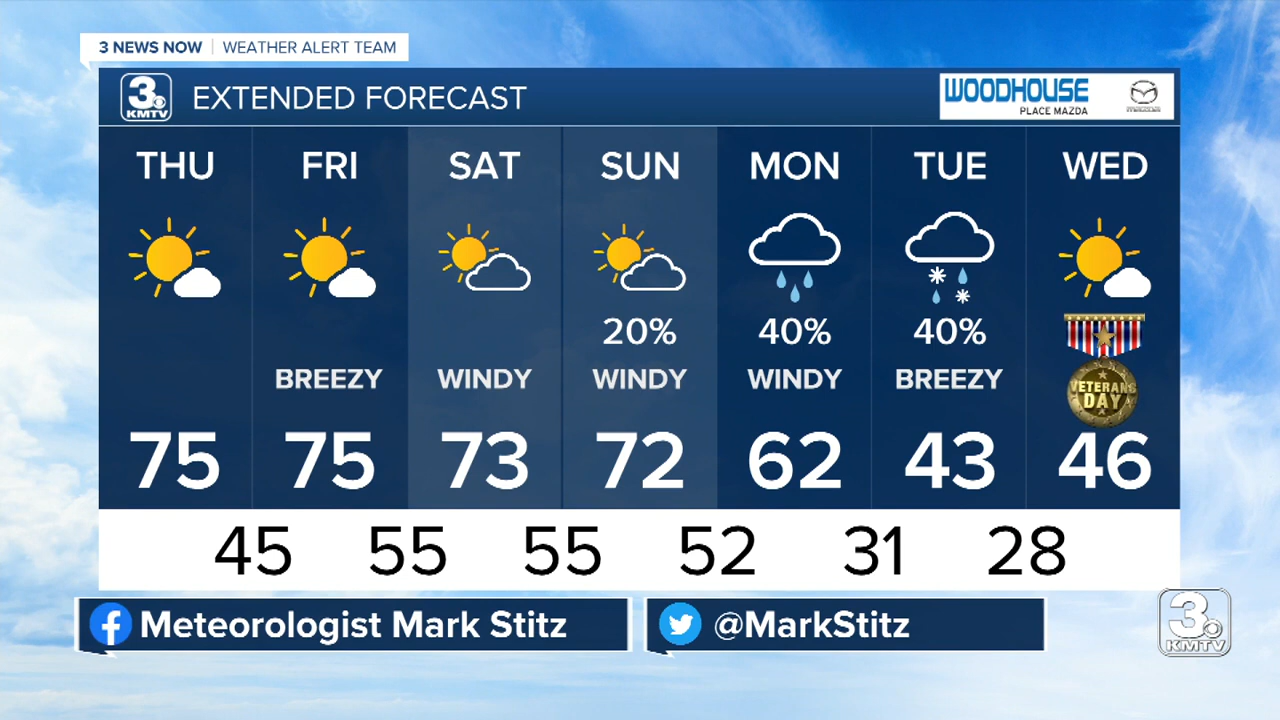 3 NEWS NOW | WEATHER ALERT TEAM
3 KMTV EXTENDED FORECAST
WOODHOUSE
PLACE MAZDA
mazda
THU FRI SAT SUN MON TUE WED
20% 40% 40%
BREEZY WINDY WINDY WINDY BREEZY
VETERANS
DAY
75 75 73 72 62 43 46
45 55 55 52 31 28
Meteorologist Mark Stitz
@MarkStitz
3
KMTV